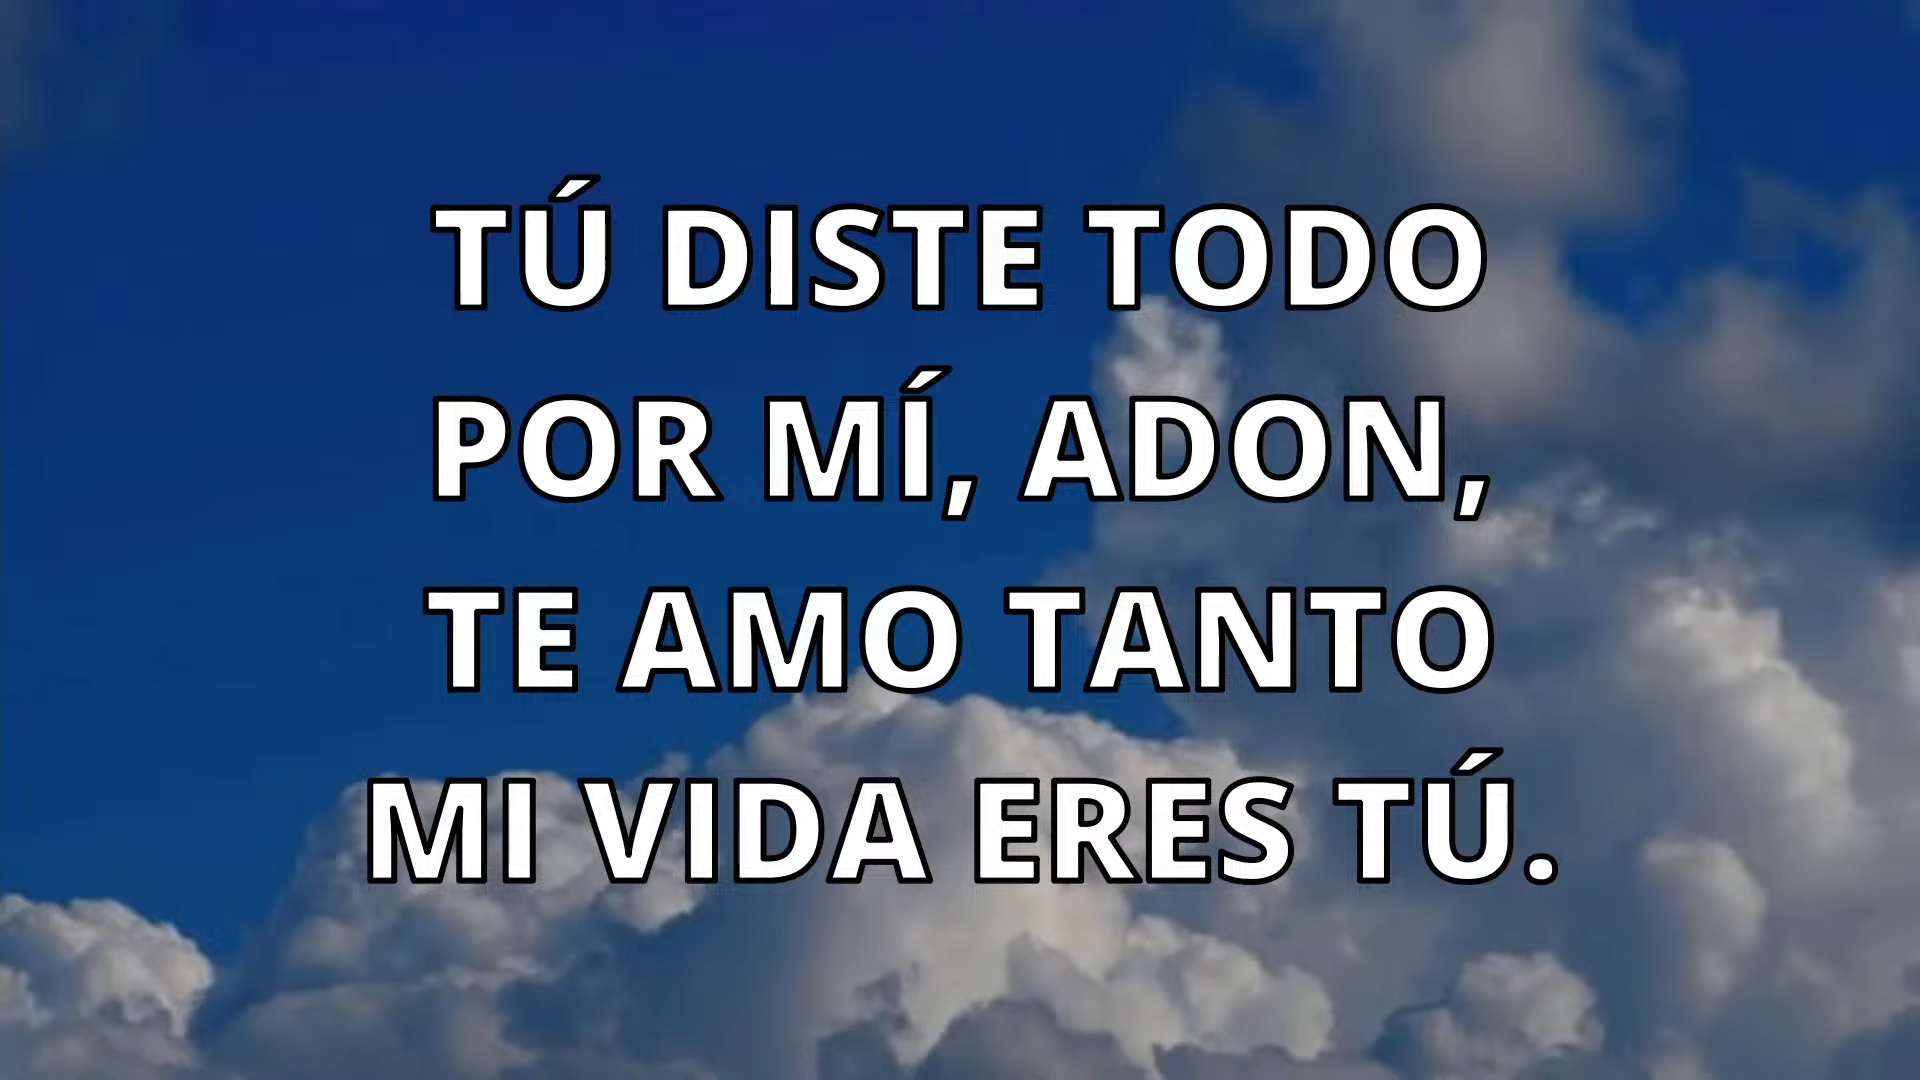 TÚ DISTE TODO
POR MÍ, ADON,
TE AMO TANTO
MI VIDA ERES TÚ.